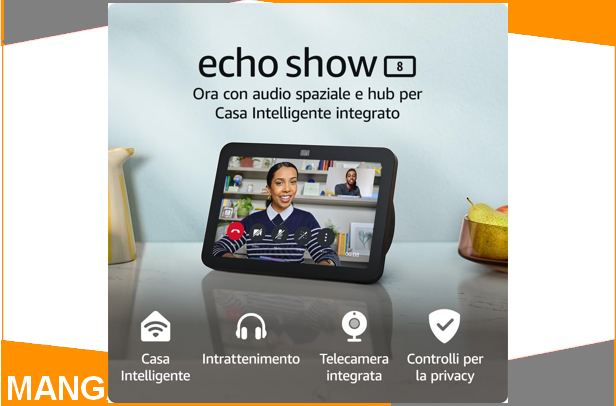 echo show 8
Ora con audio spaziale e hub per
Casa Intelligente integrato
Casa
Intelligente
Intrattenimento
Telecamera
integrata
Controlli per
la privacy
MANG